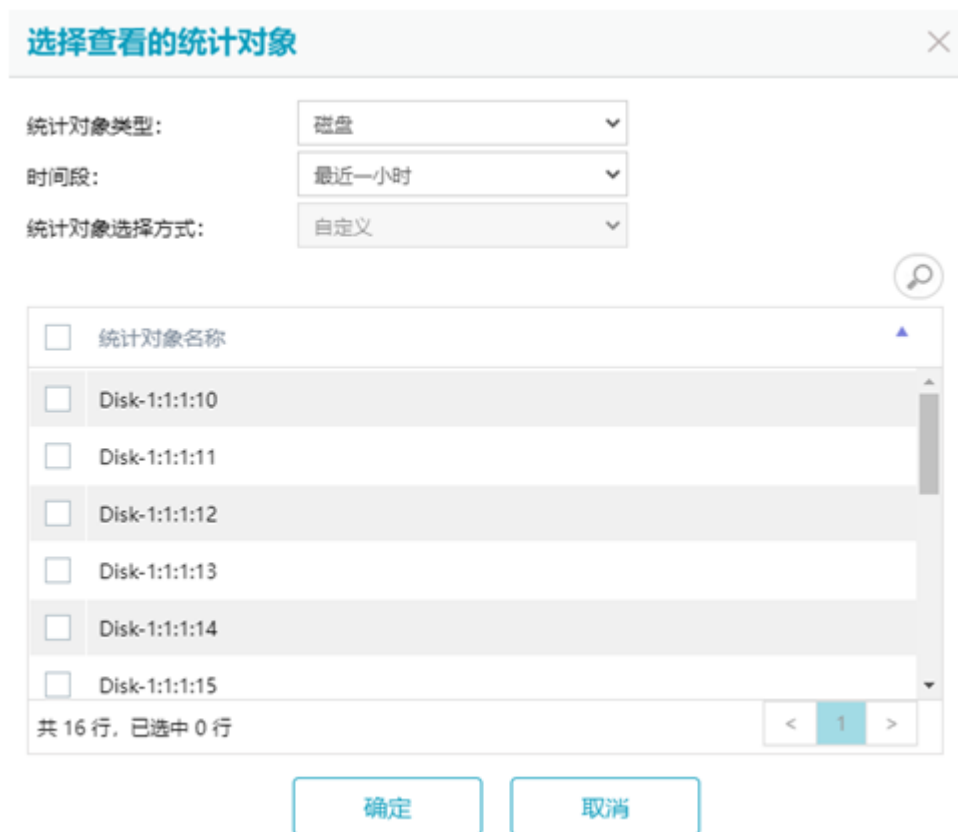 选择查看的统计对象
统计对象类型: 磁盘
时间段: 最近一小时
统计对象选择方式: 自定义
统计对象名称
Disk-1:1:1:10
Disk-1:1:1:11
Disk-1:1:1:12
Disk-1:1:1:13
Disk-1:1:1:14
Disk-1:1:1:15
共 16 行, 已选中 0 行 < 1 >
确定 取消